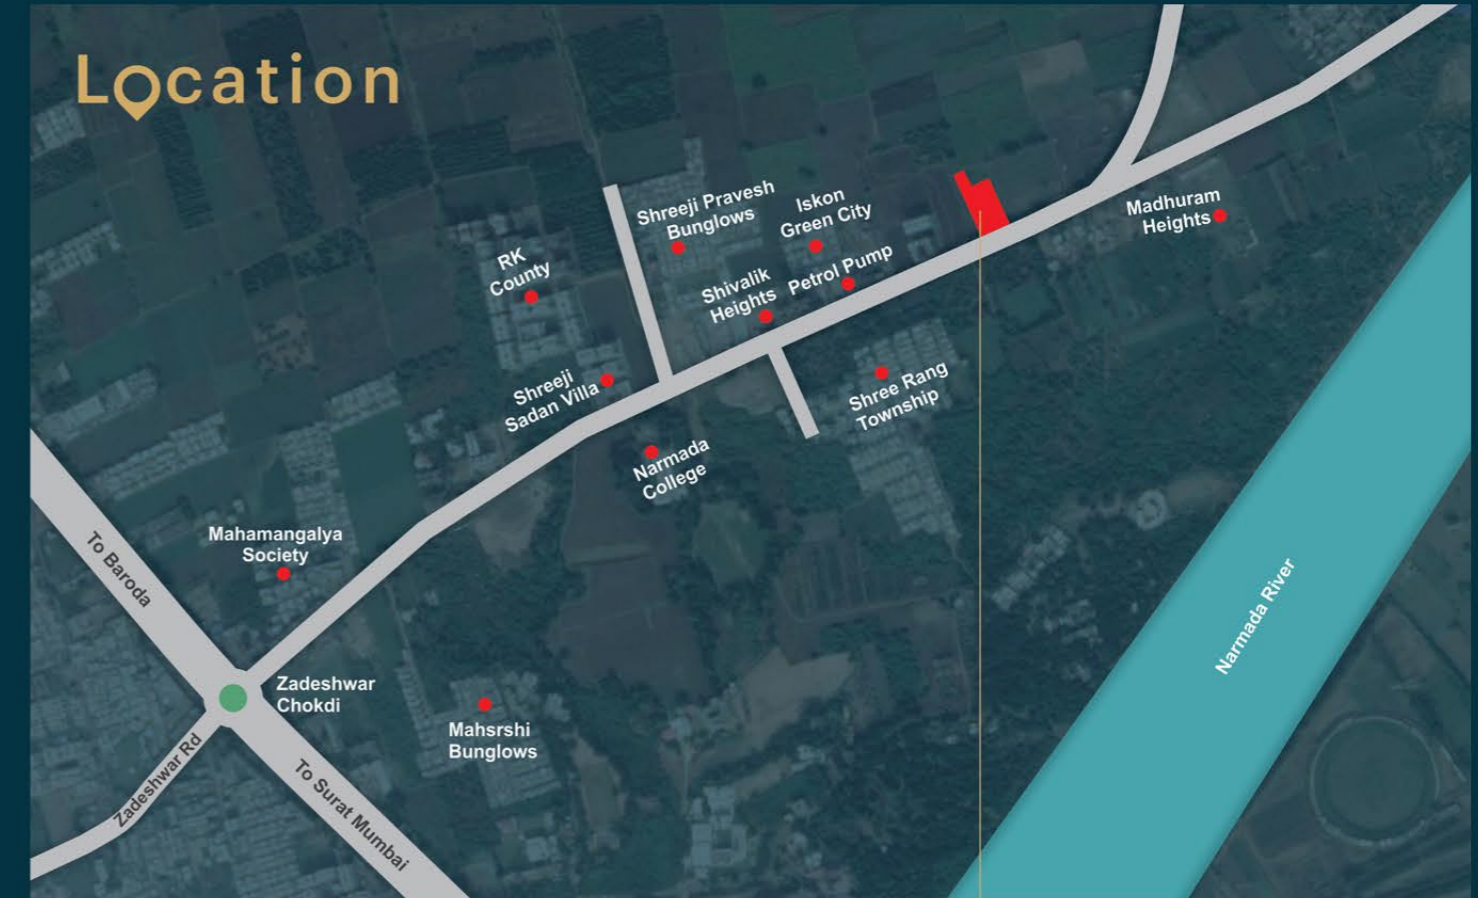 Location
Shreeji Pravesh
Bunglows
Iskon
Green City
Madhuram
Heights
RK
County
Shivalik
Heights
Petrol Pump
Shreeji
Sadan Villa
Shree Rang
Township
Narmada
College
Mahamangalya
Society
To Baroda
Narmada River
Zadeshwar
Chokdi
Mahsrshi
Bunglows
Zadeshwar Rd
To Surat Mumbai